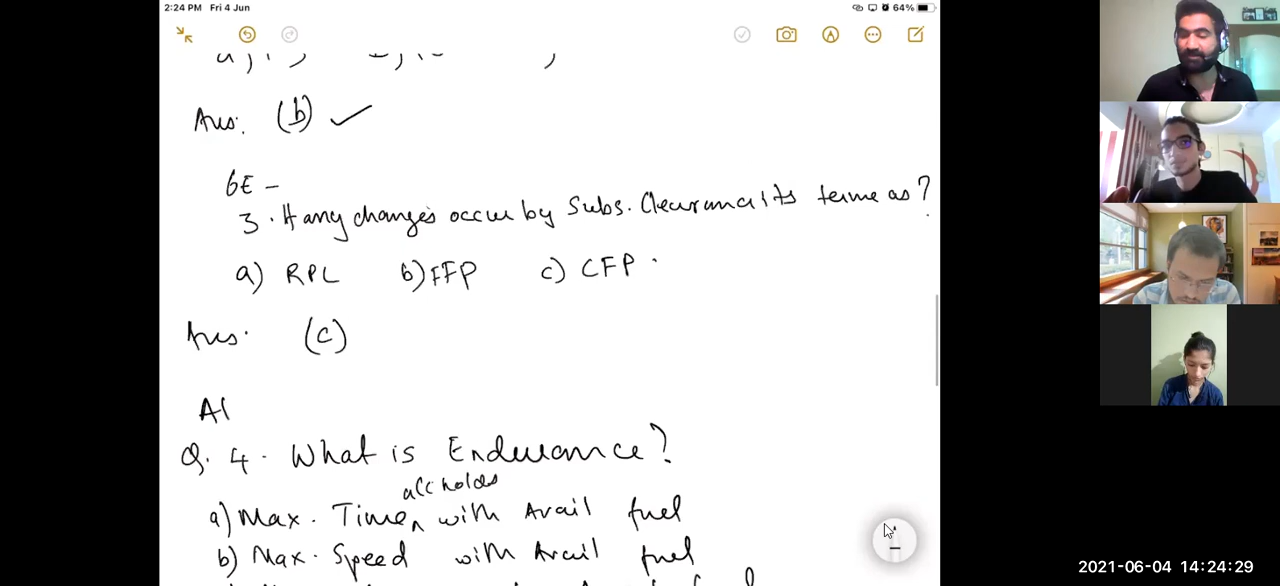 2:24 PM Fri 4 Jun
64%
Ans. (b) ✓
GE -
3. If any changes occur by Subs. Clearance its terme as?
a) RPL b) FFP c) CFP .
Ans. (c)
AI
Q. 4. What is Endurance?
a/c holds
a) Max. Time with Avail fuel
b) Max. Speed with Avail fuel
2021-06-04 14:24:29